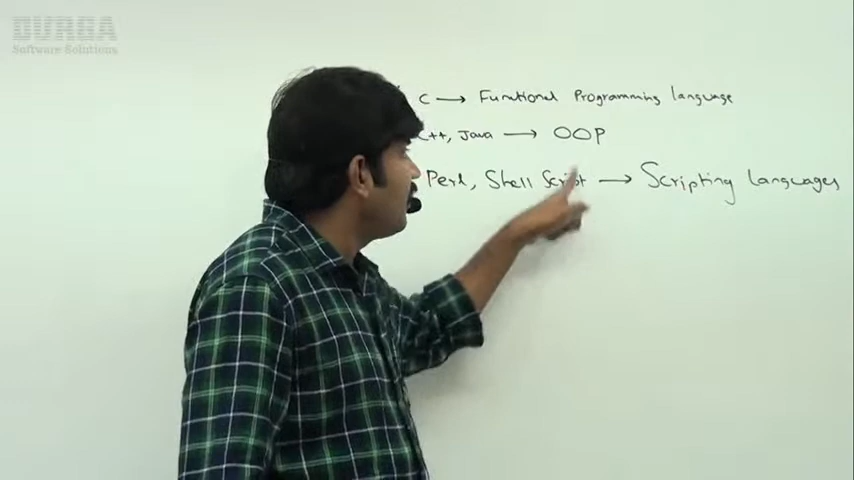 DURGA
Software Solutions
C → Functional Programming language
C++, Java → OOP
Perl, Shell Script → Scripting languages